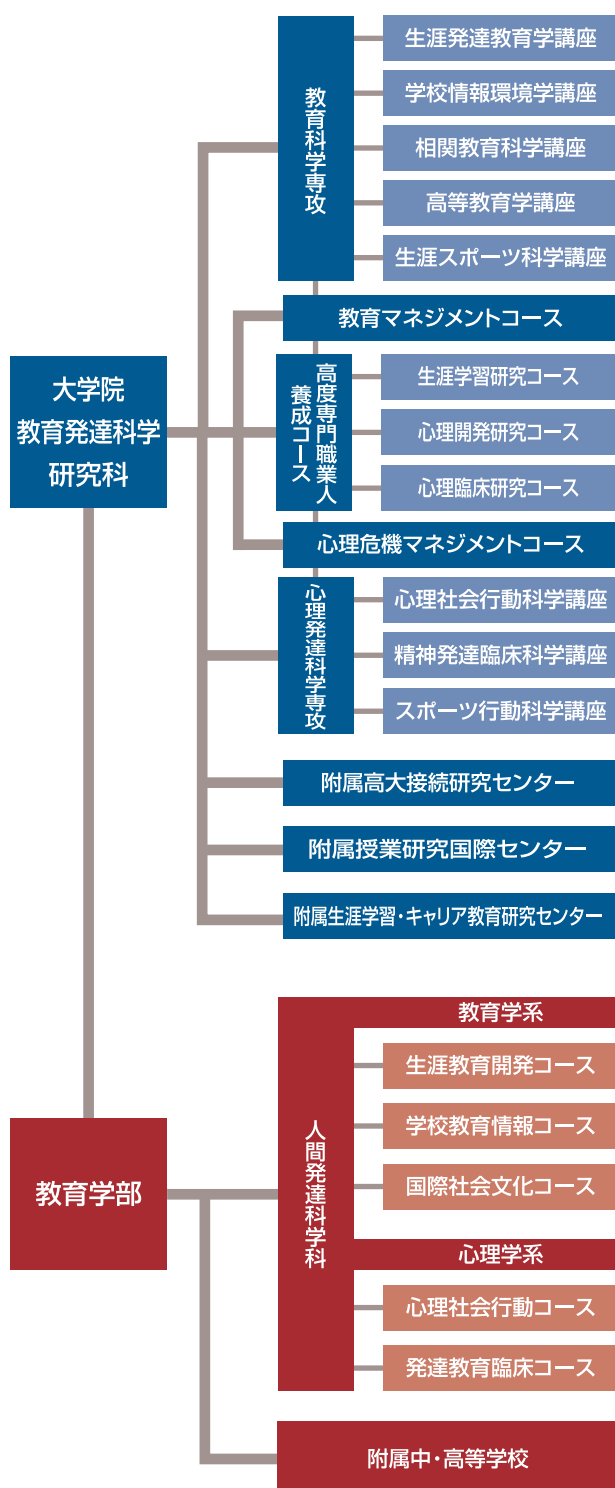 大学院
教育発達科学
研究科
教育科学専攻
生涯発達教育学講座
学校情報環境学講座
相関教育科学講座
高等教育学講座
生涯スポーツ科学講座
教育マネジメントコース
高度専門職業人
養成コース
生涯学習研究コース
心理開発研究コース
心理臨床研究コース
心理危機マネジメントコース
心理発達科学専攻
心理社会行動科学講座
精神発達臨床科学講座
スポーツ行動科学講座
附属高大接続研究センター
附属授業研究国際センター
附属生涯学習・キャリア教育研究センター
教育学部
人間発達科学科
教育学系
生涯教育開発コース
学校教育情報コース
国際社会文化コース
心理学系
心理社会行動コース
発達教育臨床コース
附属中・高等学校